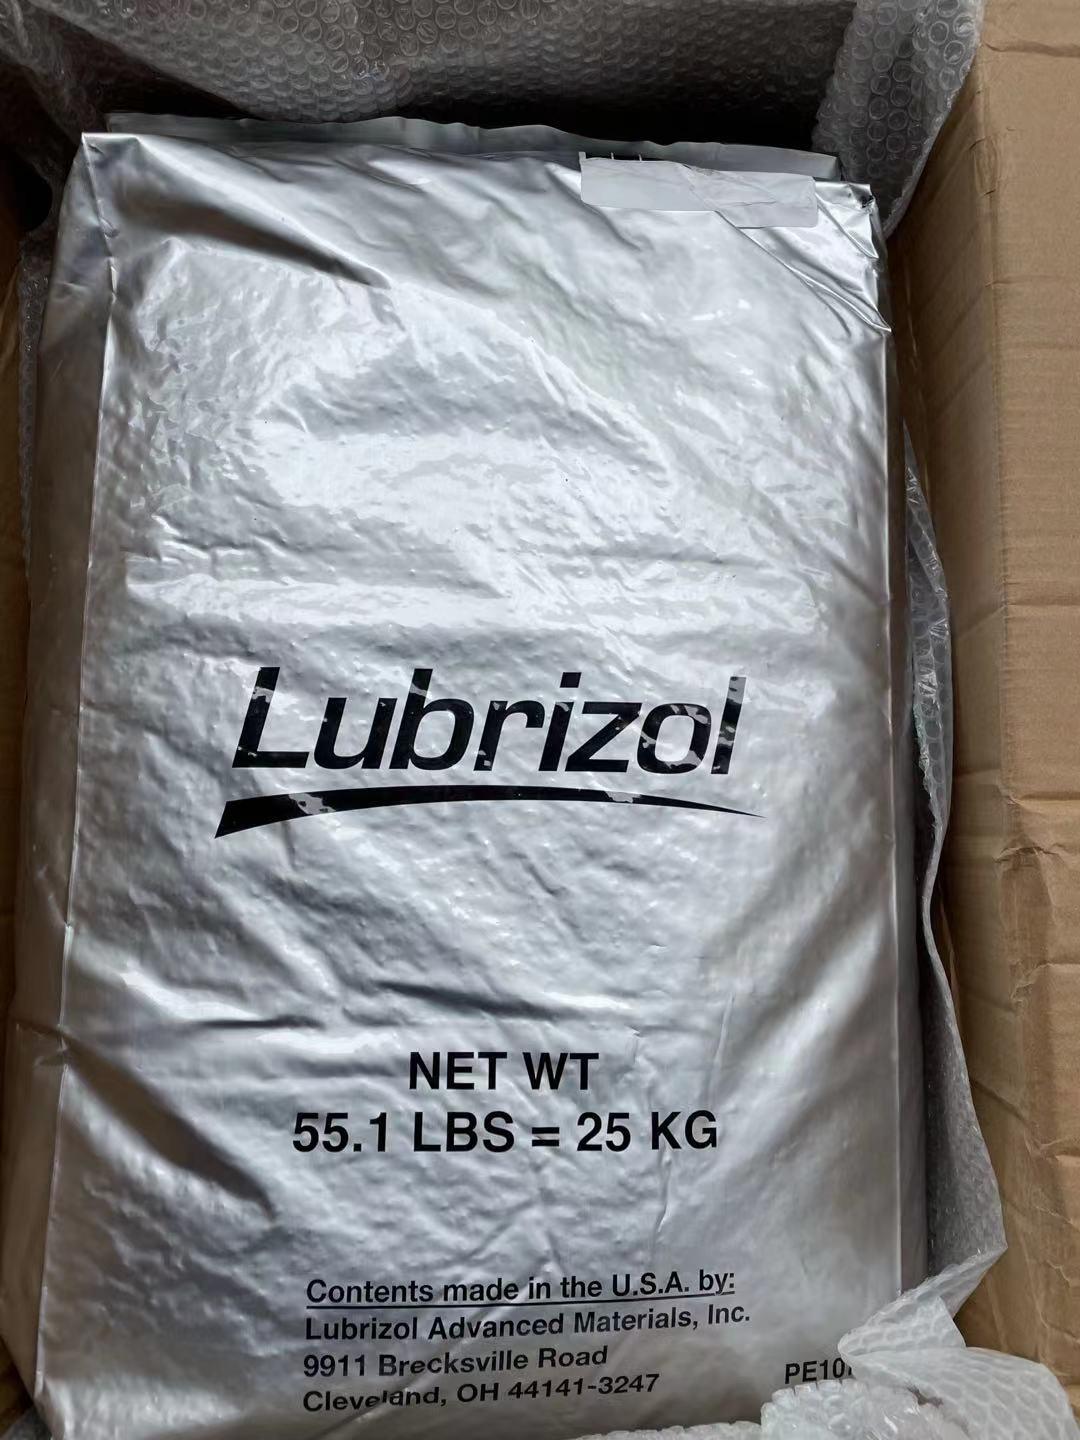 Lubrizol
NET WT
55.1 LBS = 25 KG
Contents made in the U.S.A. by:
Lubrizol Advanced Materials, Inc.
9911 Brecksville Road
Cleveland, OH 44141-3247